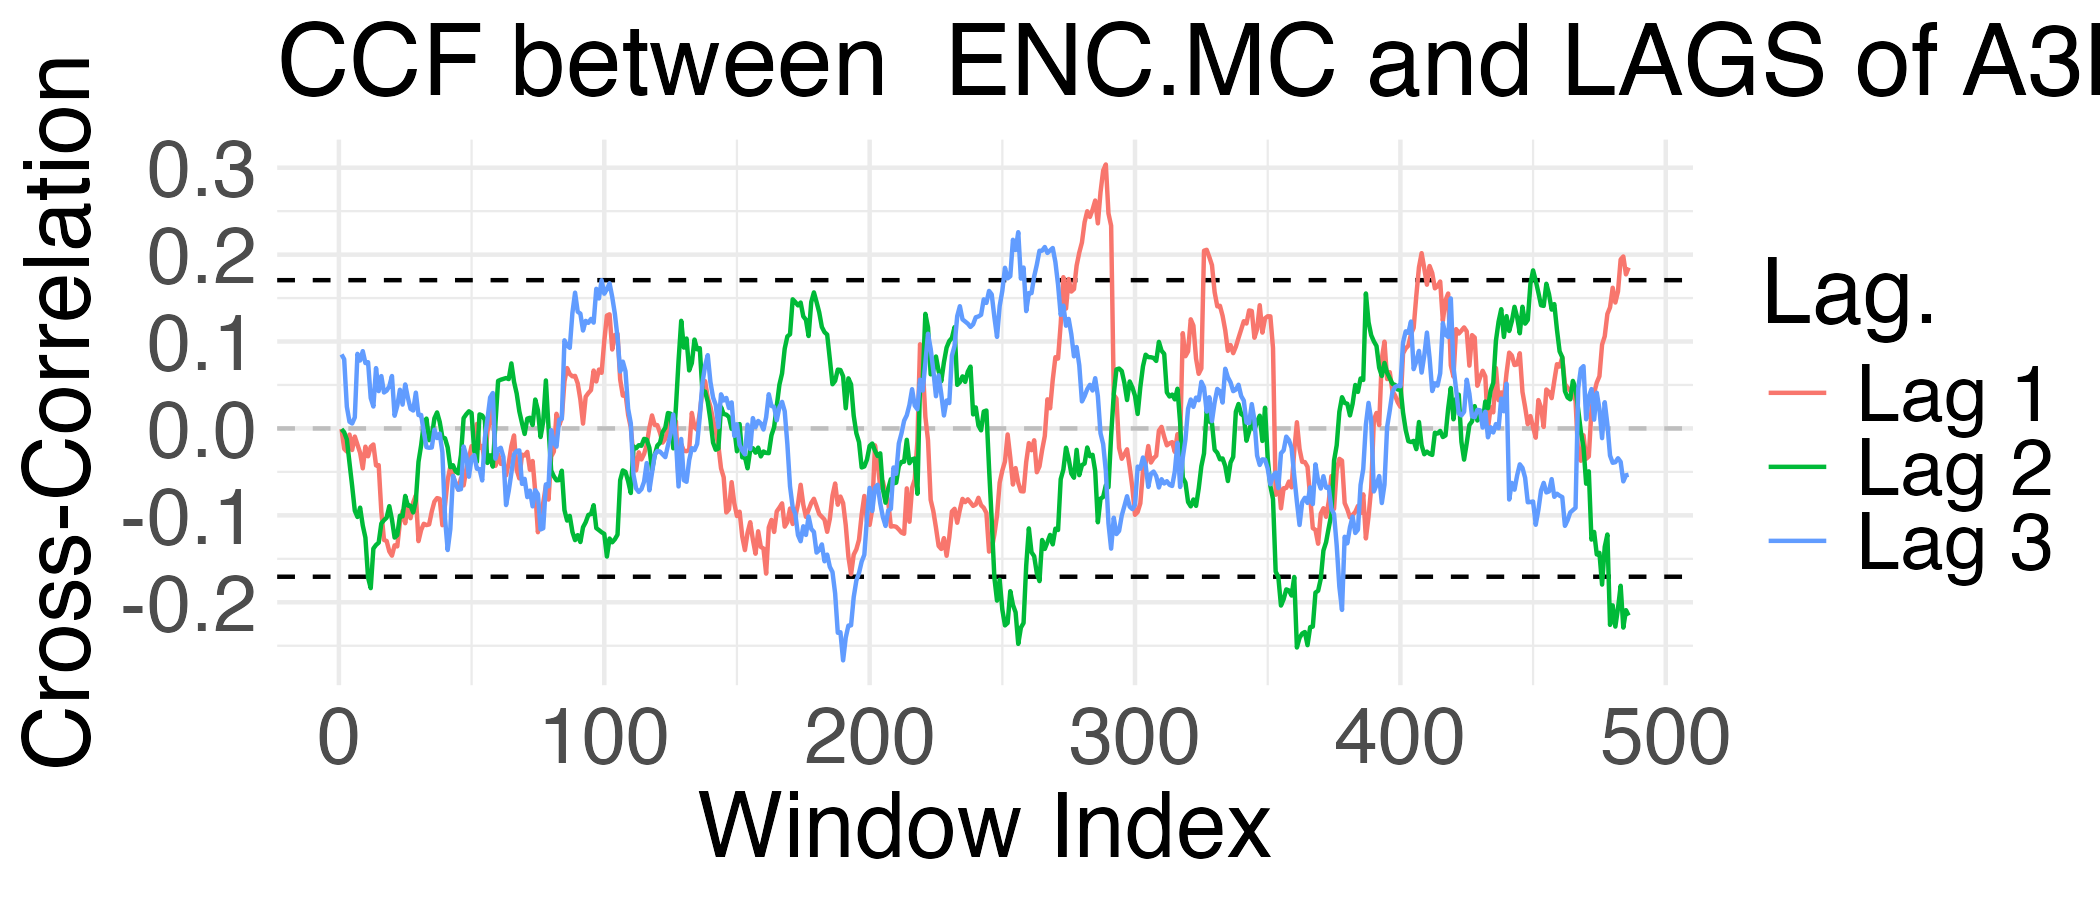 CCF between ENC.MC and LAGS of A3
Cross-Correlation
0.3
0.2
0.1
0.0
-0.1
-0.2
0
100
200
300
400
500
Window Index
Lag.
Lag 1
Lag 2
Lag 3